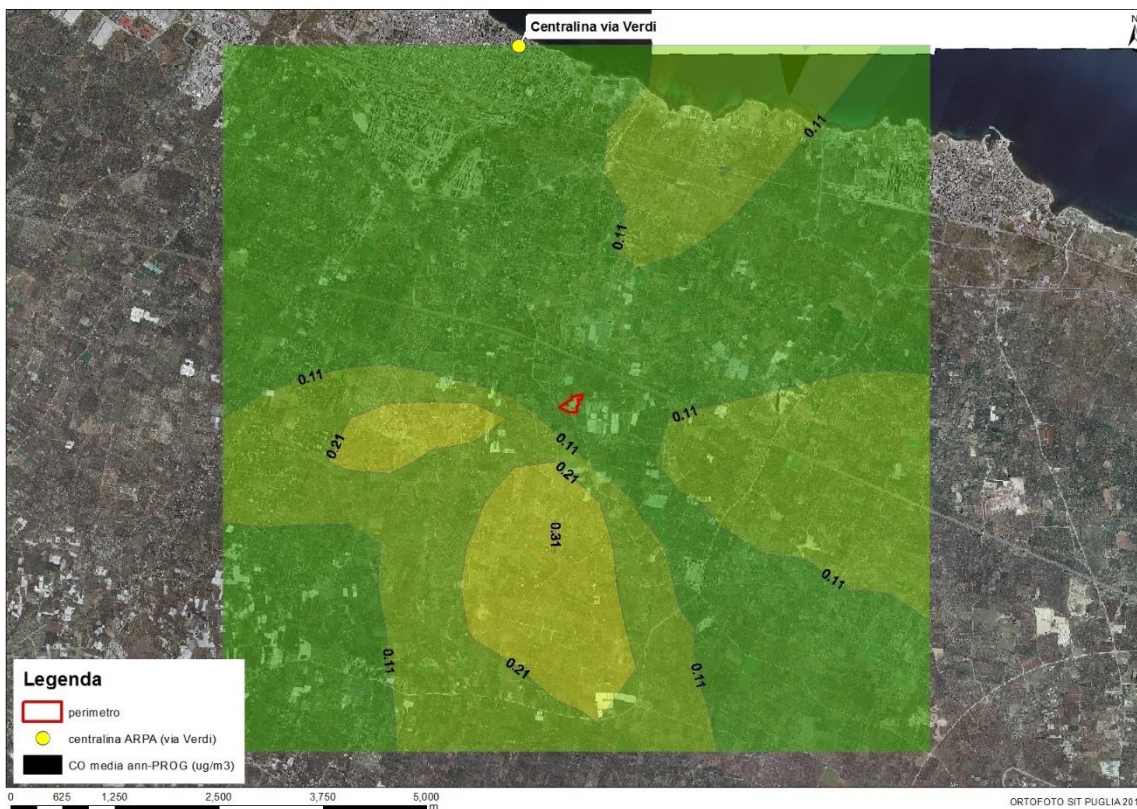 Centralina via Verdi
N
0.11
0.11
0.11
0.11
0.21
0.11
0.21
0.31
0.11
0.11
0.21
0.11
Legenda
perimetro
centralina ARPA (via Verdi)
CO media ann-PROG (ug/m3)
0 625 1,250 2,500 3,750 5,000
m
ORTOFOTO SIT PUGLIA 201